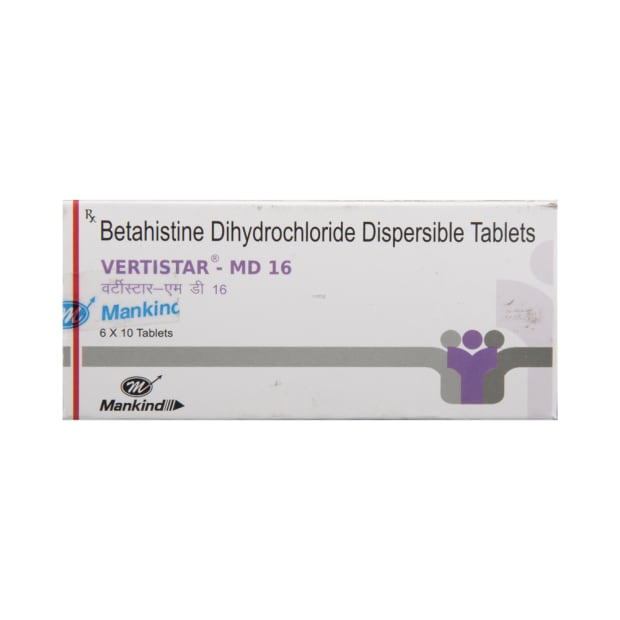 Rx
Betahistine Dihydrochloride Dispersible Tablets
VERTISTAR® - MD 16
वर्टीस्टार–एम डी 16
Mankind
6 X 10 Tablets
Mankind